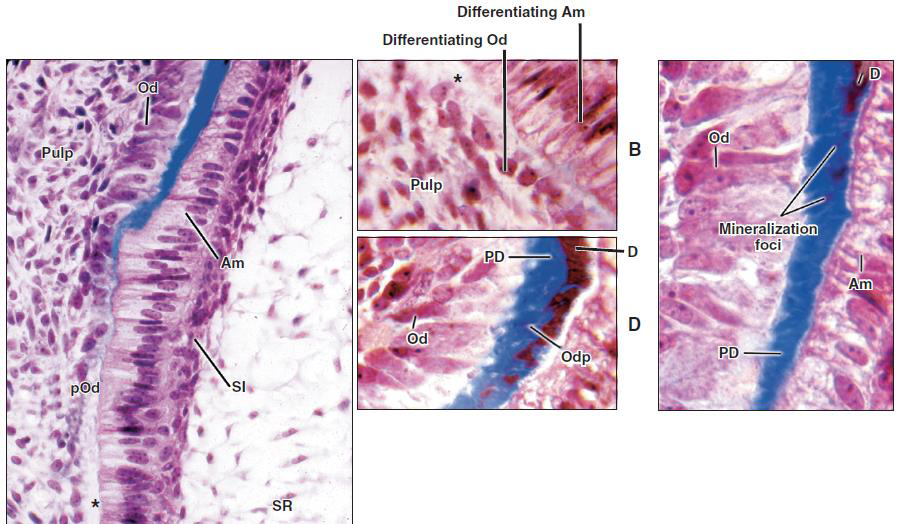 Differentiating Am
Differentiating Od
Od
Pulp
Am
SI
pOd
*
SR
*
Pulp
B
PD
D
Od
Odp
D
D
Od
Mineralization
foci
Am
PD